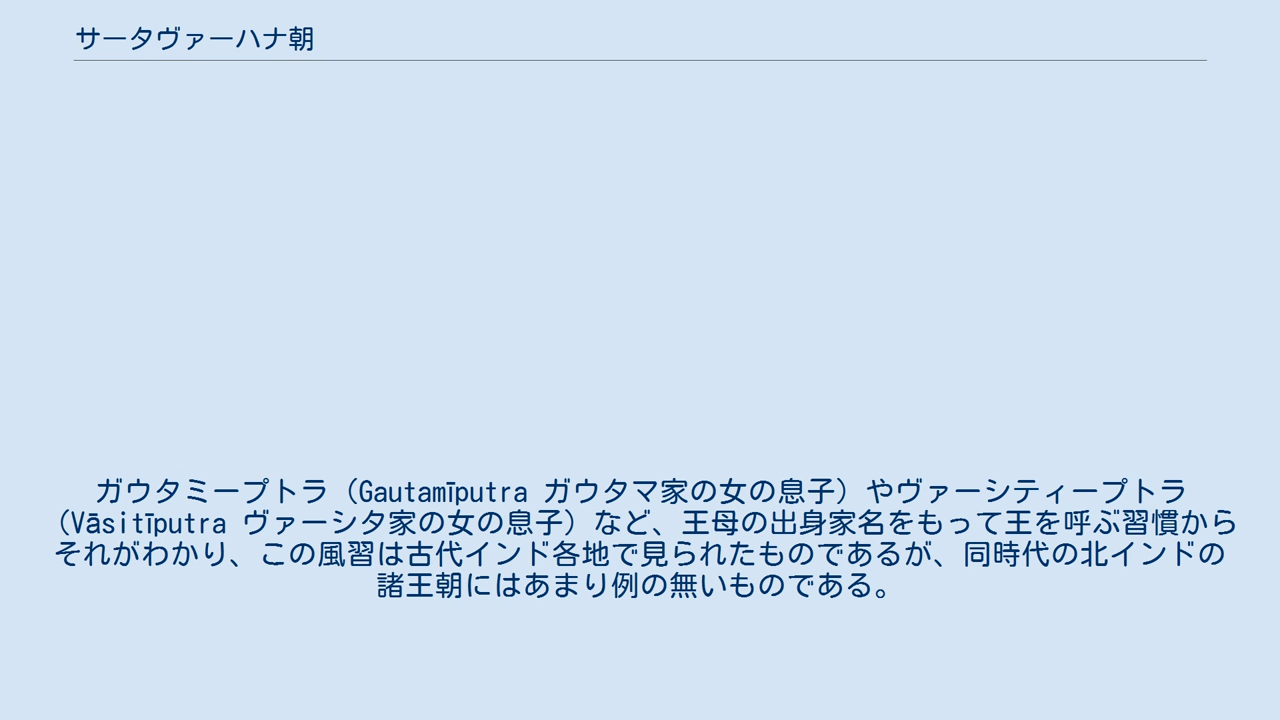 サータヴァーハナ朝
ガウタミープトラ（Gautamīputra ガウタマ家の女の息子）やヴァーシティープトラ
（Vāsitīputra ヴァーシタ家の女の息子）など、王母の出身家名をもって王を呼ぶ習慣から
それがわかり、この風習は古代インド各地で見られたものであるが、同時代の北インドの
諸王朝にはあまり例の無いものである。